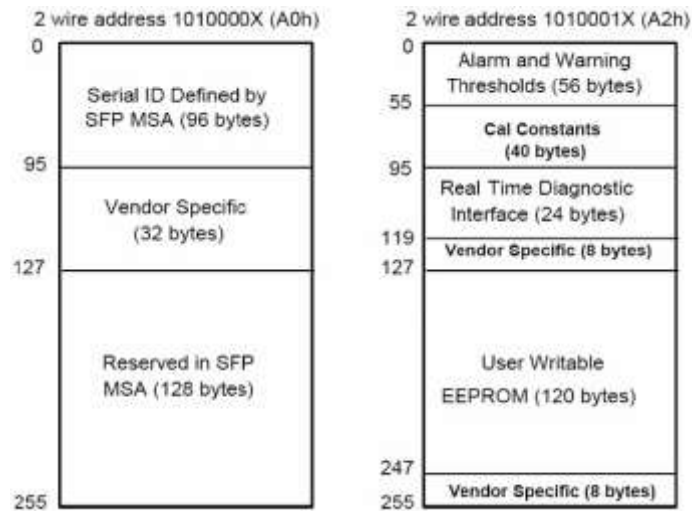 2 wire address 1010000X (A0h)
0
Serial ID Defined by
SFP MSA (96 bytes)
95
Vendor Specific
(32 bytes)
127
Reserved in SFP
MSA (128 bytes)
255
2 wire address 1010001X (A2h)
0
Alarm and Warning
Thresholds (56 bytes)
55
Cal Constants
(40 bytes)
95
Real Time Diagnostic
Interface (24 bytes)
119
Vendor Specific (8 bytes)
127
User Writable
EEPROM (120 bytes)
247
Vendor Specific (8 bytes)
255